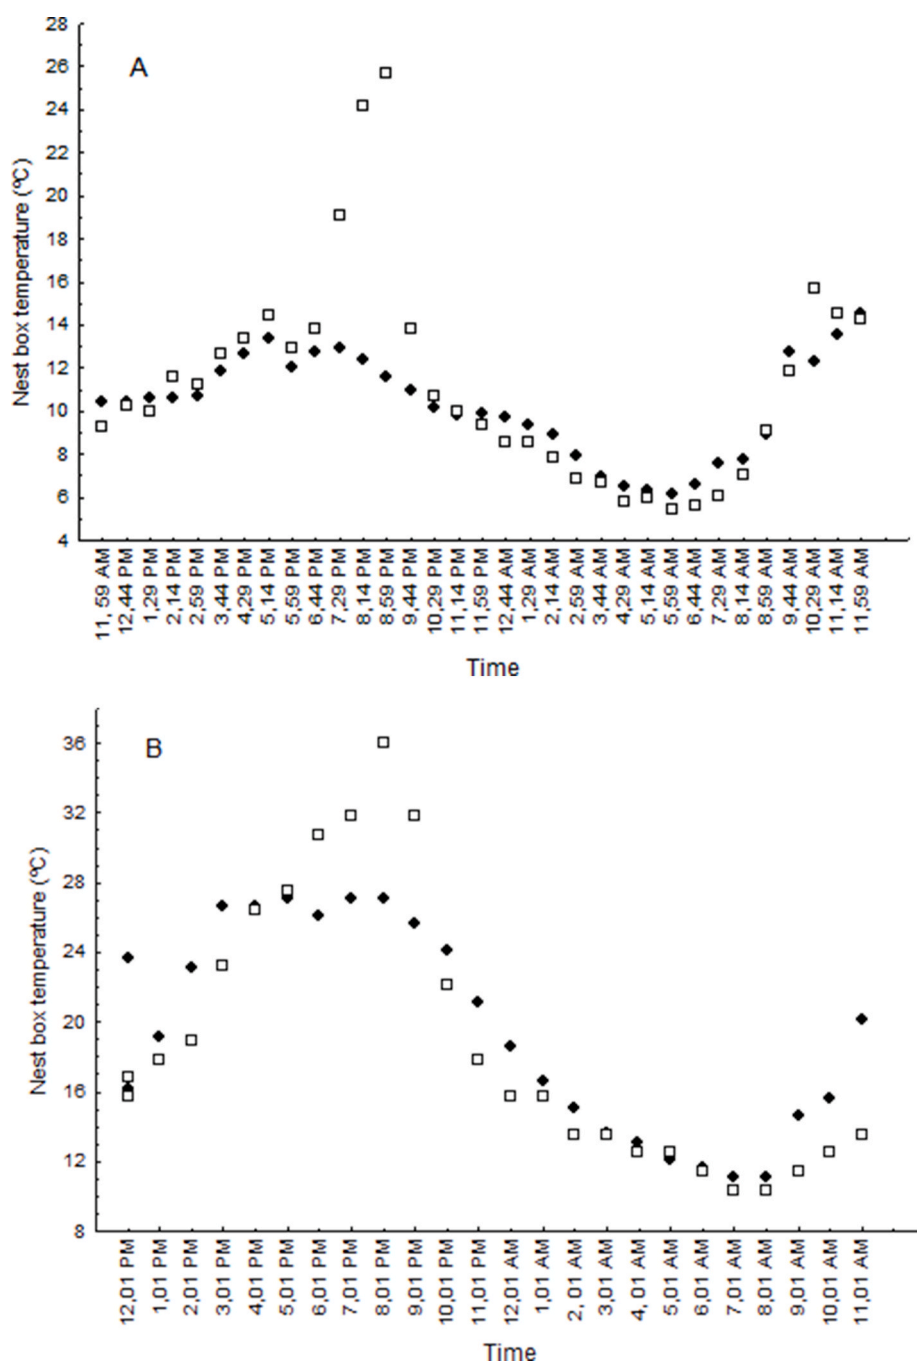 A
Nest box temperature (ºC)
28
26
24
22
20
18
16
14
12
10
8
6
4
11,59 AM
12,444 PM
1,29 PM
2,14 PM
2,59 PM
3,444 PM
4,29 PM
5,14 PM
5,59 PM
6,444 PM
7,29 PM
8,14 PM
8,59 PM
9,444 PM
10,29 PM
11,14 PM
11,59 PM
12,444 AM
1,29 AM
2,14 AM
2,59 AM
3,444 AM
4,29 AM
5,14 AM
5,59 AM
6,444 AM
7,29 AM
8,14 AM
8,59 AM
9,444 AM
10,29 AM
11,14 AM
11,59 AM
Time
B
Nest box temperature (ºC)
36
32
28
24
20
16
12
8
12,01 PM
1,01 PM
2,01 PM
3,01 PM
4,01 PM
5,01 PM
6,01 PM
7,01 PM
8,01 PM
9,01 PM
10,01 PM
11,01 PM
12,01 AM
1,01 AM
2, 01 AM
3,01 AM
4, 01 AM
5,01 AM
6,01 AM
7,01 AM
8,01 AM
9,01 AM
10,01 AM
11,01 AM
Time